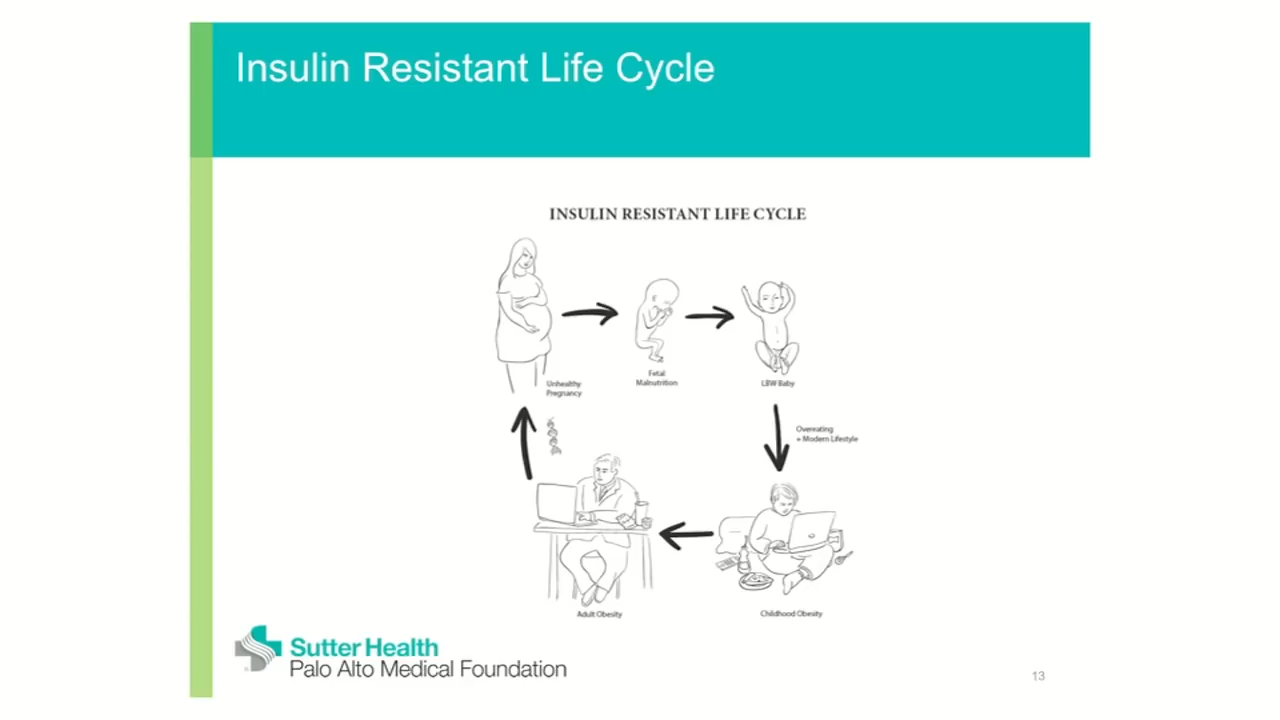 Insulin Resistant Life Cycle
INSULIN RESISTANT LIFE CYCLE
Unhealthy
Pregnancy
Fetal
Malnutrition
LBW Baby
Overeating
+ Modern Lifestyle
Adult Obesity
Childhood Obesity
Sutter Health
Palo Alto Medical Foundation
13